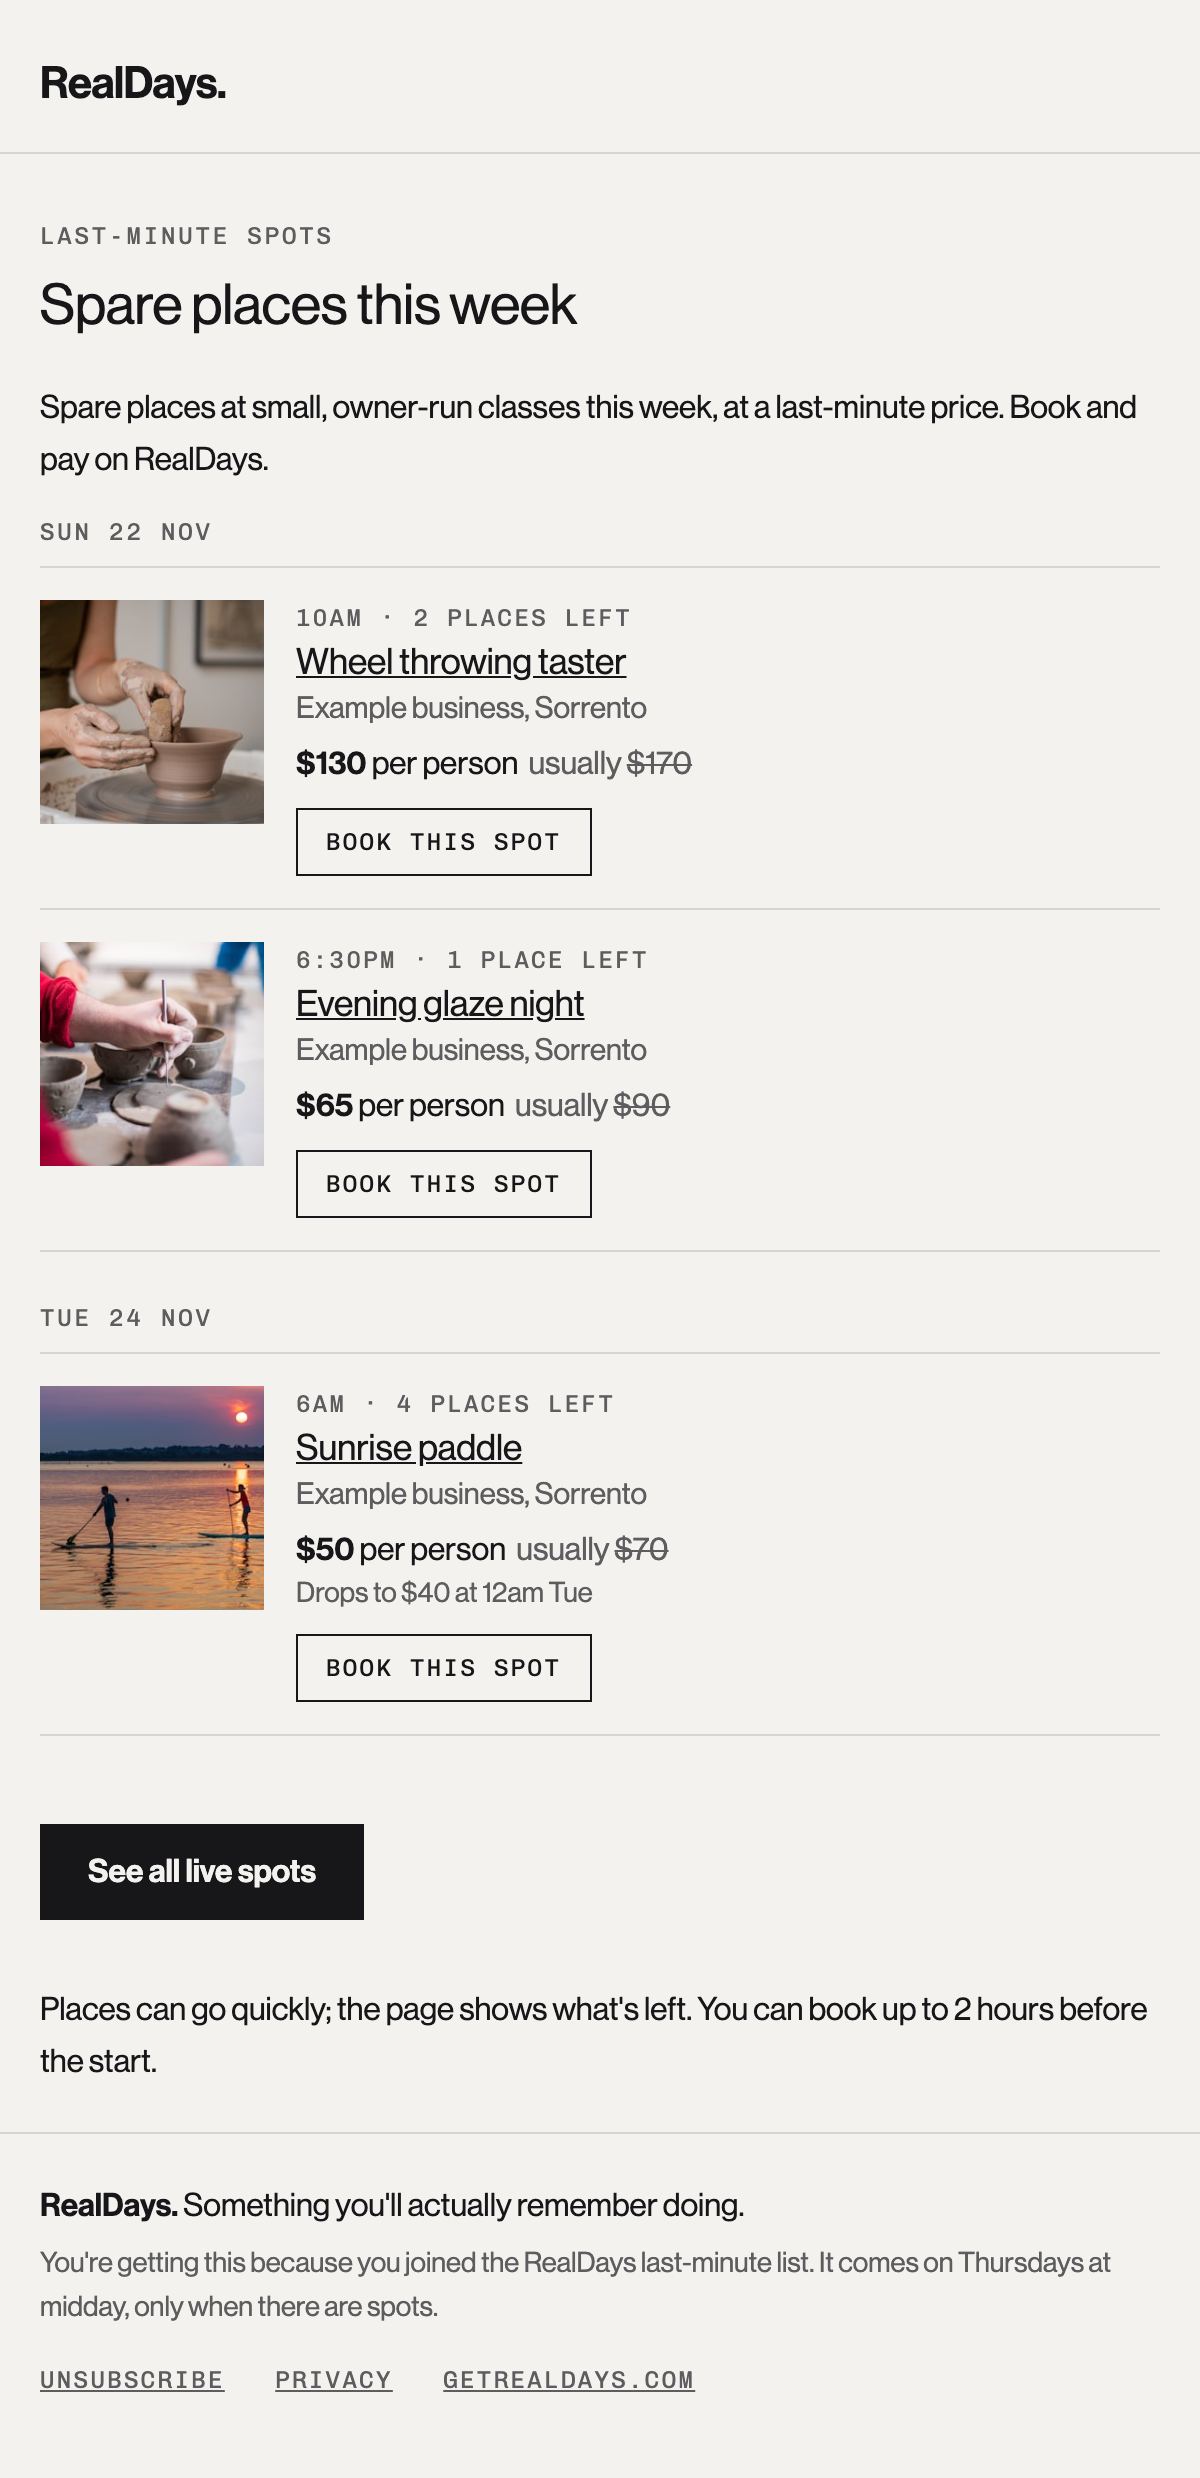 RealDays.
LAST-MINUTE SPOTS
Spare places this week
Spare places at small, owner-run classes this week, at a last-minute price. Book and
pay on RealDays.
SUN 22 NOV
10AM · 2 PLACES LEFT
Wheel throwing taster
Example business, Sorrento
$130 per person usually $170
BOOK THIS SPOT
6:30PM · 1 PLACE LEFT
Evening glaze night
Example business, Sorrento
$65 per person usually $90
BOOK THIS SPOT
TUE 24 NOV
6AM · 4 PLACES LEFT
Sunrise paddle
Example business, Sorrento
$50 per person usually $70
Drops to $40 at 12am Tue
BOOK THIS SPOT
See all live spots
Places can go quickly; the page shows what's left. You can book up to 2 hours before
the start.
RealDays. Something you'll actually remember doing.
You're getting this because you joined the RealDays last-minute list. It comes on Thursdays at
midday, only when there are spots.
UNSUBSCRIBE PRIVACY GETREALDAYS.COM